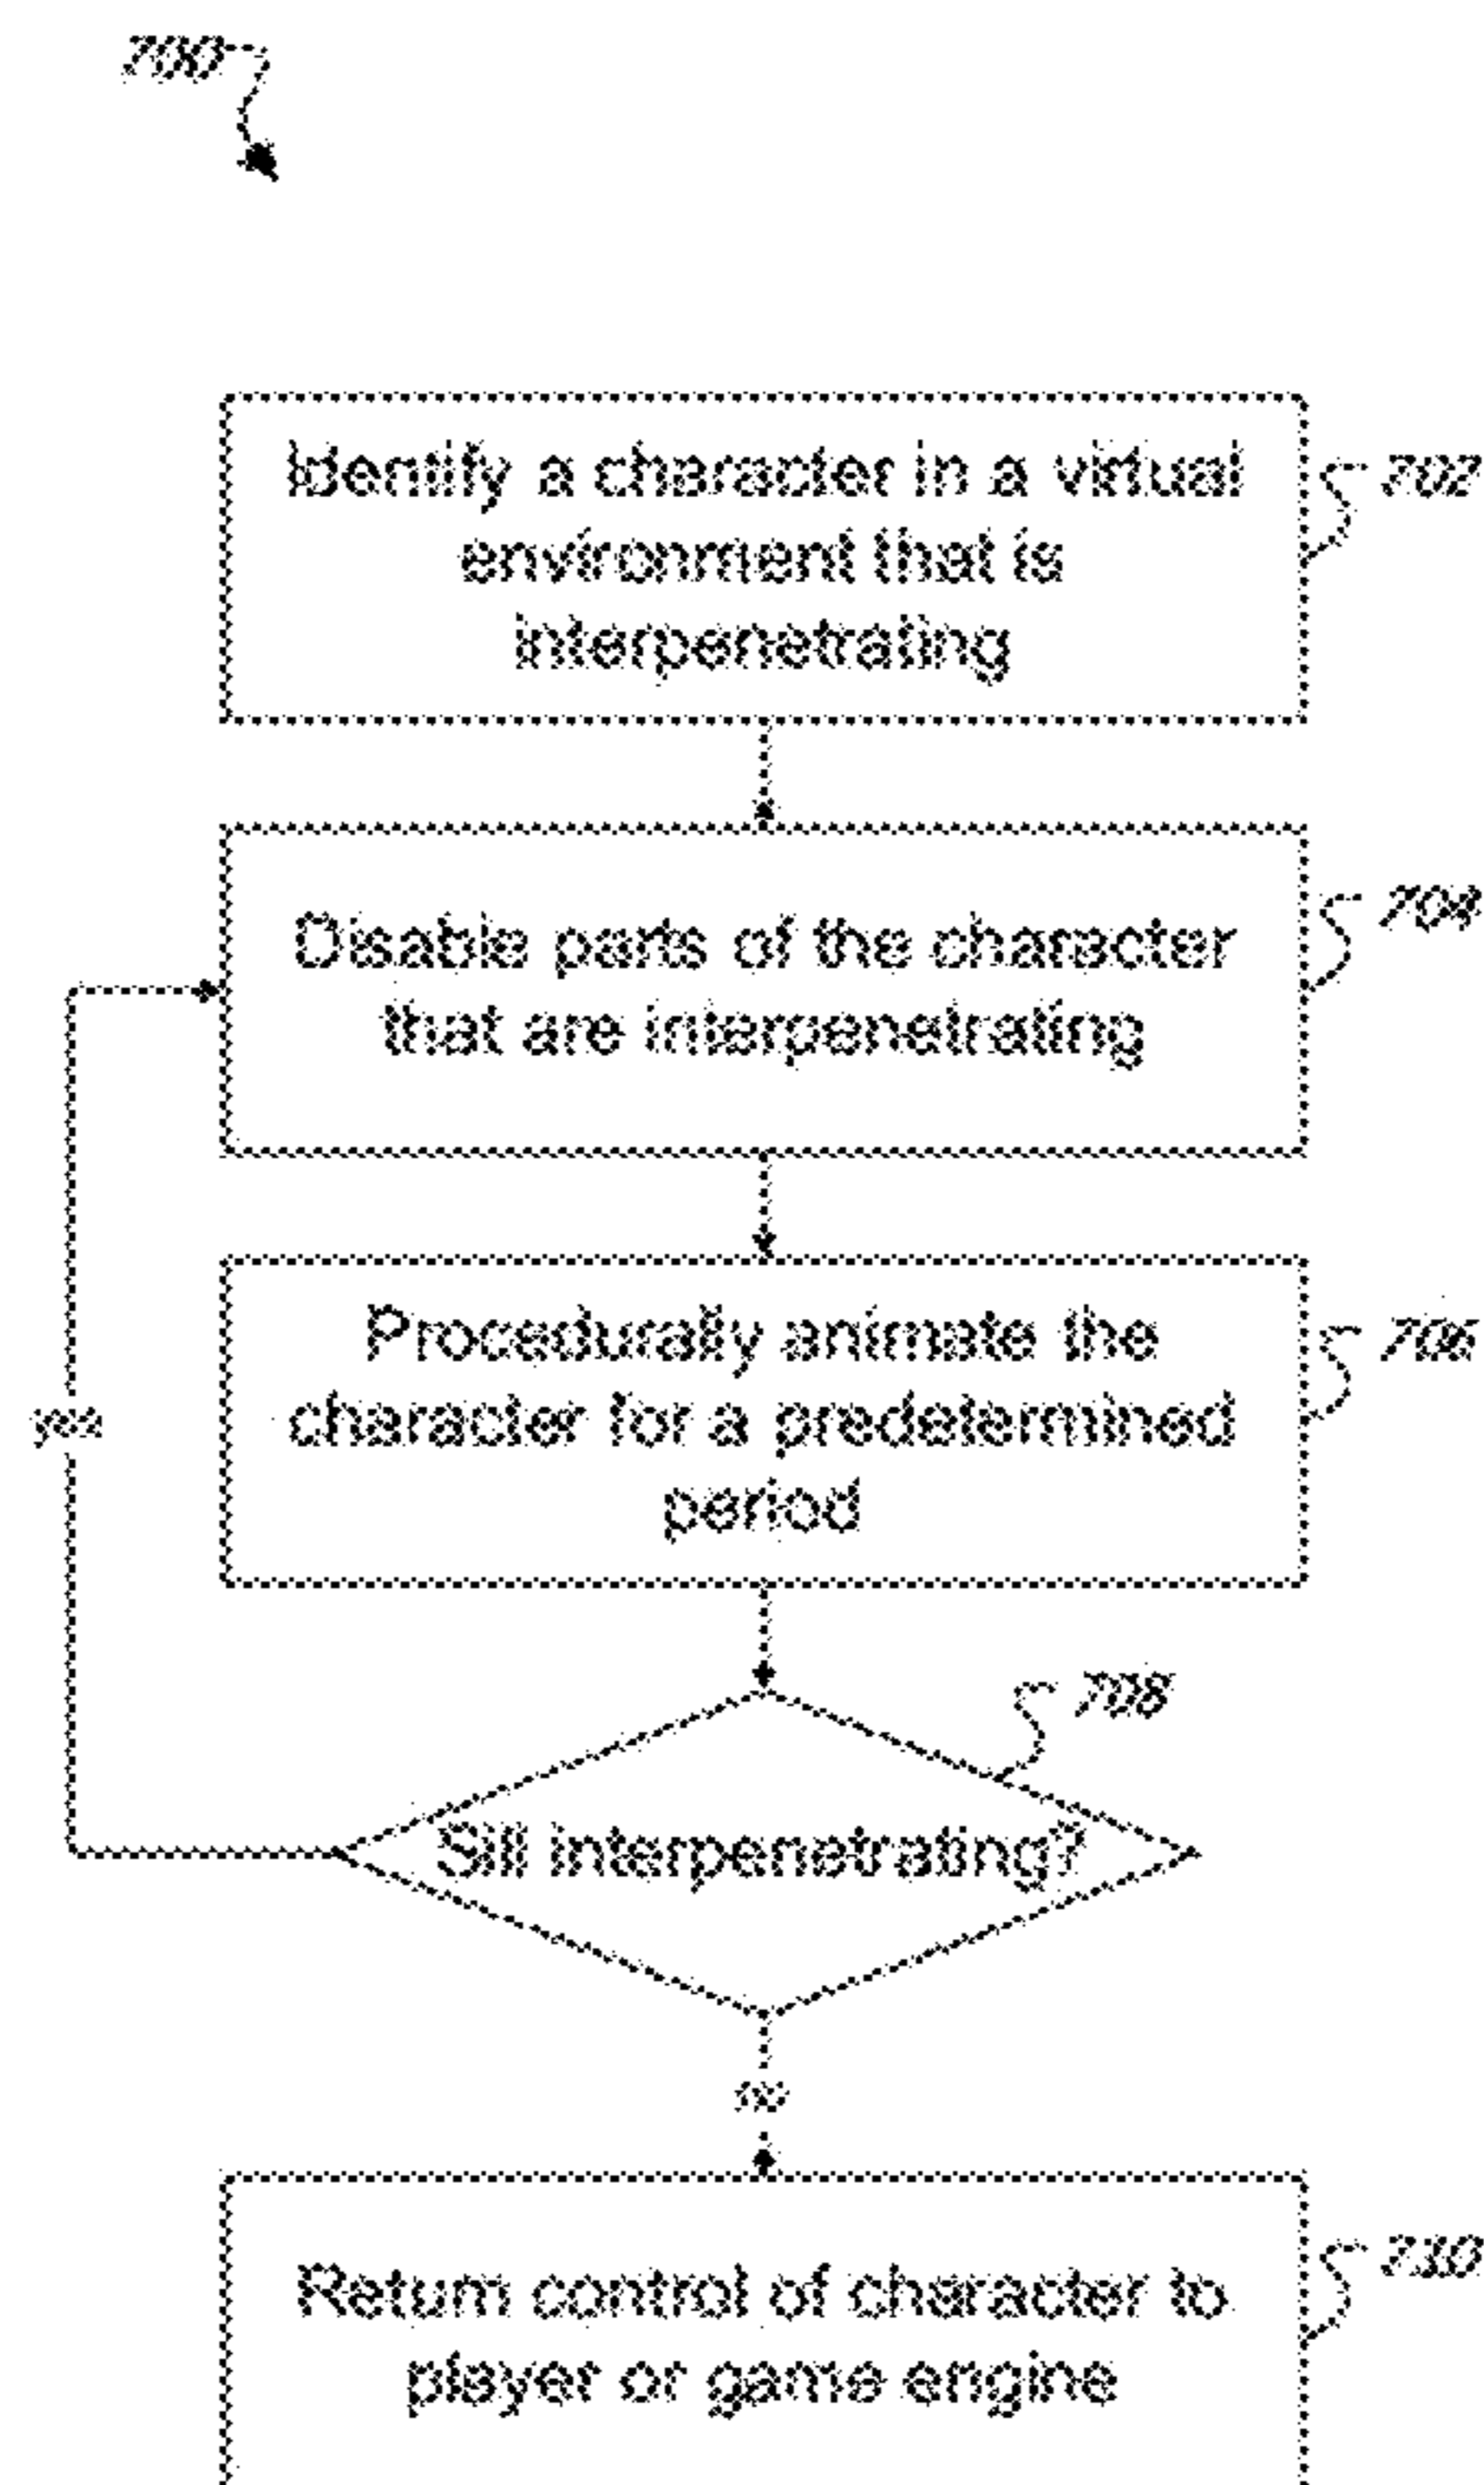 700
Identify a character in a virtual
environment that is
interpenetrating
702
Disable parts of the character
that are interpenetrating
704
Procedurally animate the
character for a predetermined
period
706
yes
708
Sill interpenetrating?
no
Return control of character to
player or game engine
710